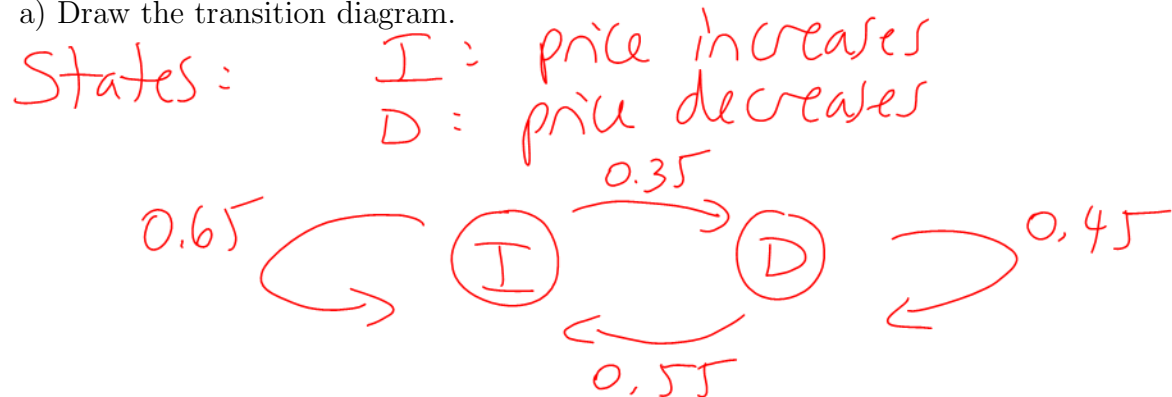 a) Draw the transition diagram.
States:
I: price increases
D: price decreases
0.35
0.65
I
D
0.45
0.55